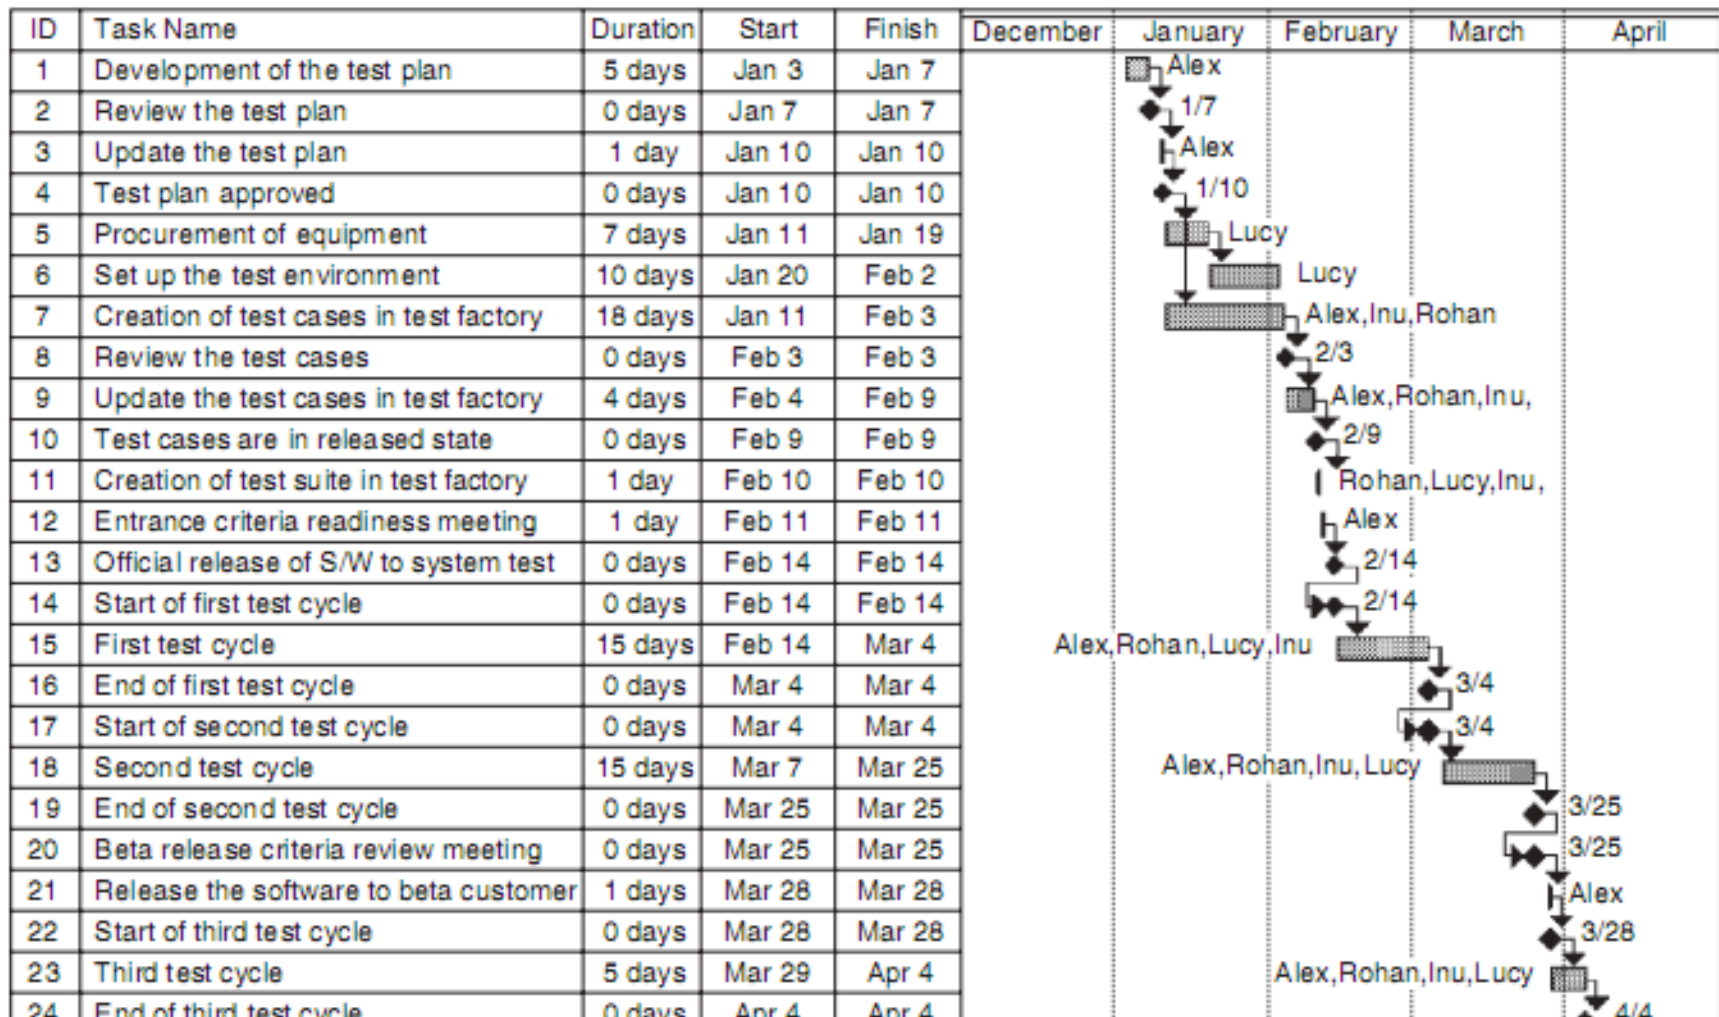 ID Task Name Duration Start Finish December January February March April
1 Development of the test plan 5 days Jan 3 Jan 7 Alex
2 Review the test plan 0 days Jan 7 Jan 7 1/7
3 Update the test plan 1 day Jan 10 Jan 10 Alex
4 Test plan approved 0 days Jan 10 Jan 10 1/10
5 Procurement of equipment 7 days Jan 11 Jan 19 Lucy
6 Set up the test environment 10 days Jan 20 Feb 2 Lucy
7 Creation of test cases in test factory 18 days Jan 11 Feb 3 Alex,Inu,Rohan
8 Review the test cases 0 days Feb 3 Feb 3 2/3
9 Update the test cases in test factory 4 days Feb 4 Feb 9 Alex,Rohan,Inu,
10 Test cases are in released state 0 days Feb 9 Feb 9 2/9
11 Creation of test suite in test factory 1 day Feb 10 Feb 10 Rohan,Lucy,Inu,
12 Entrance criteria readiness meeting 1 day Feb 11 Feb 11 Alex
13 Official release of S/W to system test 0 days Feb 14 Feb 14 2/14
14 Start of first test cycle 0 days Feb 14 Feb 14 2/14
15 First test cycle 15 days Feb 14 Mar 4 Alex,Rohan,Lucy,Inu
16 End of first test cycle 0 days Mar 4 Mar 4 3/4
17 Start of second test cycle 0 days Mar 4 Mar 4 3/4
18 Second test cycle 15 days Mar 7 Mar 25 Alex,Rohan,Inu,Lucy
19 End of second test cycle 0 days Mar 25 Mar 25 3/25
20 Beta release criteria review meeting 0 days Mar 25 Mar 25 3/25
21 Release the software to beta customer 1 days Mar 28 Mar 28 Alex
22 Start of third test cycle 0 days Mar 28 Mar 28 3/28
23 Third test cycle 5 days Mar 29 Apr 4 Alex,Rohan,Inu,Lucy
24 End of third test cycle 0 days Apr 4 Apr 4 4/4